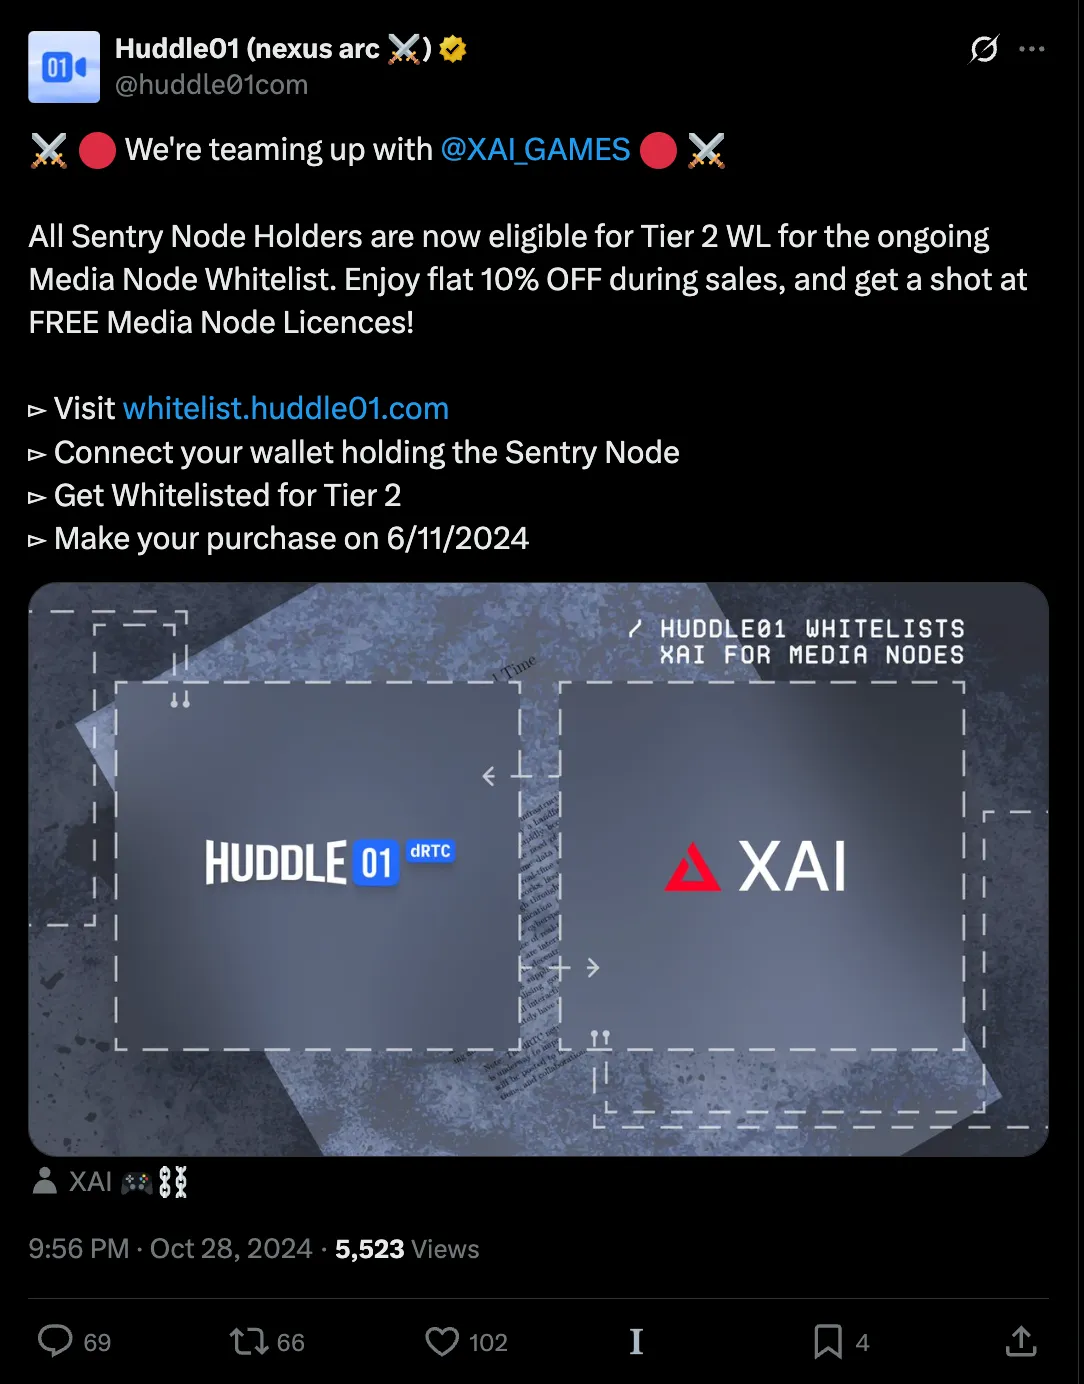 01
Huddle01 (nexus arc ⚔️)
@huddle01com
⚔️ 🔴 We're teaming up with @XAI_GAMES 🔴 ⚔️
All Sentry Node Holders are now eligible for Tier 2 WL for the ongoing
Media Node Whitelist. Enjoy flat 10% OFF during sales, and get a shot at
FREE Media Node Licences!
▻ Visit whitelist.huddle01.com
▻ Connect your wallet holding the Sentry Node
▻ Get Whitelisted for Tier 2
▻ Make your purchase on 6/11/2024
/ HUDDLE01 WHITELISTS
XAI FOR MEDIA NODES
Time
HUDDLE 01 dRTC
XAI
XAI 🎮⛓️
9:56 PM · Oct 28, 2024 · 5,523 Views
69 66 102 I 4